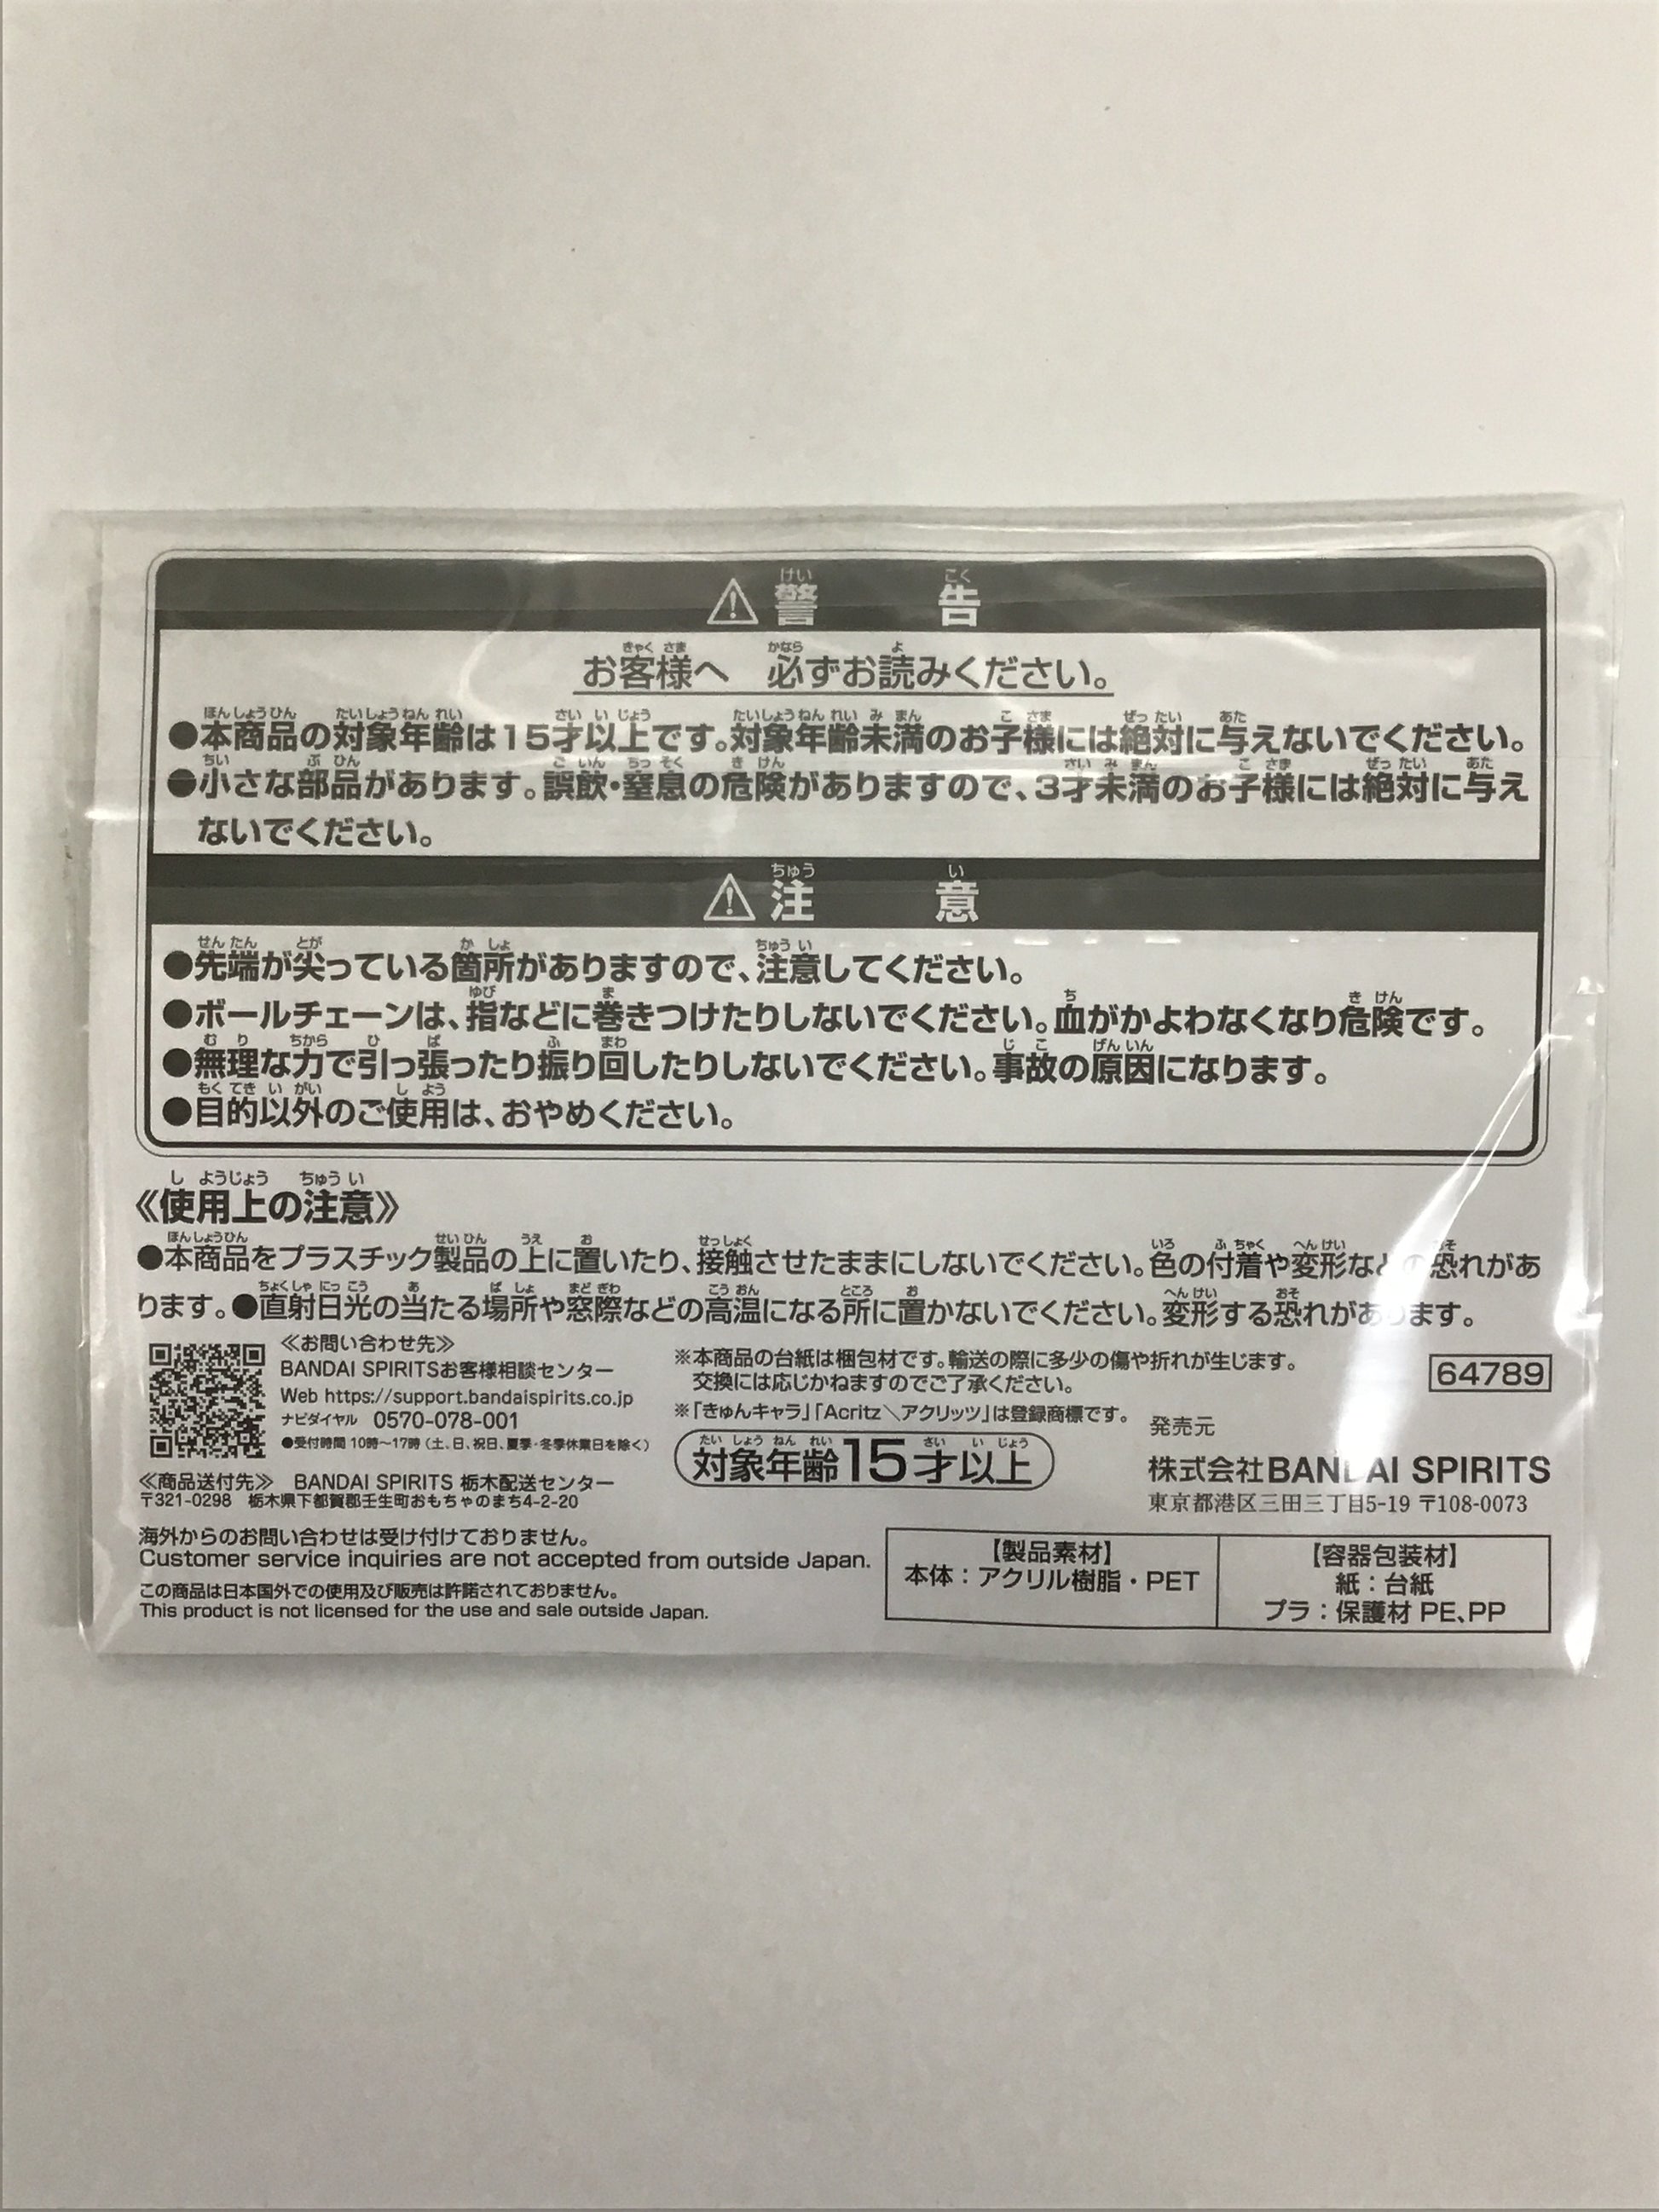 ⚠警告
お客様へ 必ずお読みください。
●本商品の対象年齢は15才以上です。対象年齢未満のお子様には絶対に与えないでください。
●小さな部品があります。誤飲・窒息の危険がありますので、3才未満のお子様には絶対に与え
ないでください。
⚠注意
●先端が尖っている箇所がありますので、注意してください。
●ボールチェーンは、指などに巻きつけたりしないでください。血がかよわなくなり危険です。
●無理な力で引っ張ったり振り回したりしないでください。事故の原因になります。
●目的以外のご使用は、おやめください。
《使用上の注意》
●本商品をプラスチック製品の上に置いたり、接触させたままにしないでください。色の付着や変形などの恐れがあ
ります。●直射日光の当たる場所や窓際などの高温になる所に置かないでください。変形する恐れがあります。
≪お問い合わせ先≫
BANDAI SPIRITSお客様相談センター
Web https://support.bandaispirits.co.jp
ナビダイヤル 0570-078-001
●受付時間 10時〜17時(土、日、祝日、夏季・冬季休業日を除く)
≪商品送付先≫ BANDAI SPIRITS 栃木配送センター
〒321-0298 栃木県下都賀郡壬生町おもちゃのまち4-2-20
※本商品の台紙は梱包材です。輸送の際に多少の傷や折れが生じます。
交換には応じかねますのでご了承ください。
※「きゅんキャラ」「Acritz＼アクリッツ」は登録商標です。
対象年齢15才以上
64789
発売元
株式会社BANDAI SPIRITS
東京都港区三田三丁目5-19 〒108-0073
海外からのお問い合わせは受け付けておりません。
Customer service inquiries are not accepted from outside Japan.
この商品は日本国外での使用及び販売は許諾されておりません。
This product is not licensed for the use and sale outside Japan.
【製品素材】
本体：アクリル樹脂・PET
【容器包装材】
紙：台紙
プラ：保護材 PE、PP